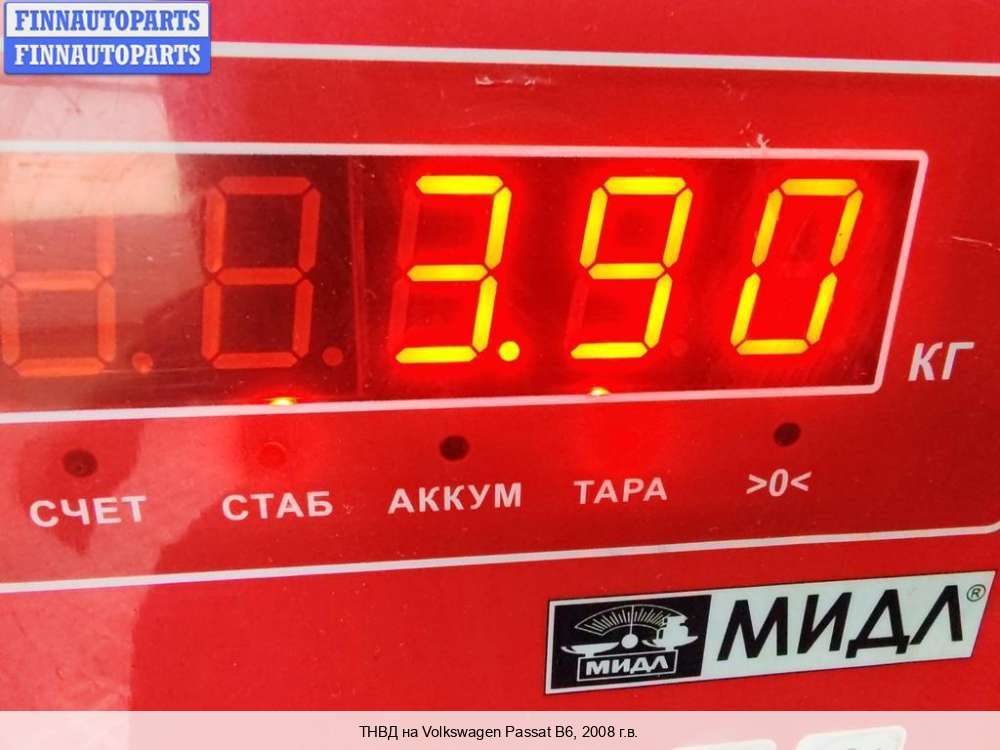 FINNAUTOPARTS
FINNAUTOPARTS
3.90
КГ
СЧЕТ СТАБ АККУМ ТАРА >0<
МИДЛ МИДЛ®
ТНВД на Volkswagen Passat B6, 2008 г.в.